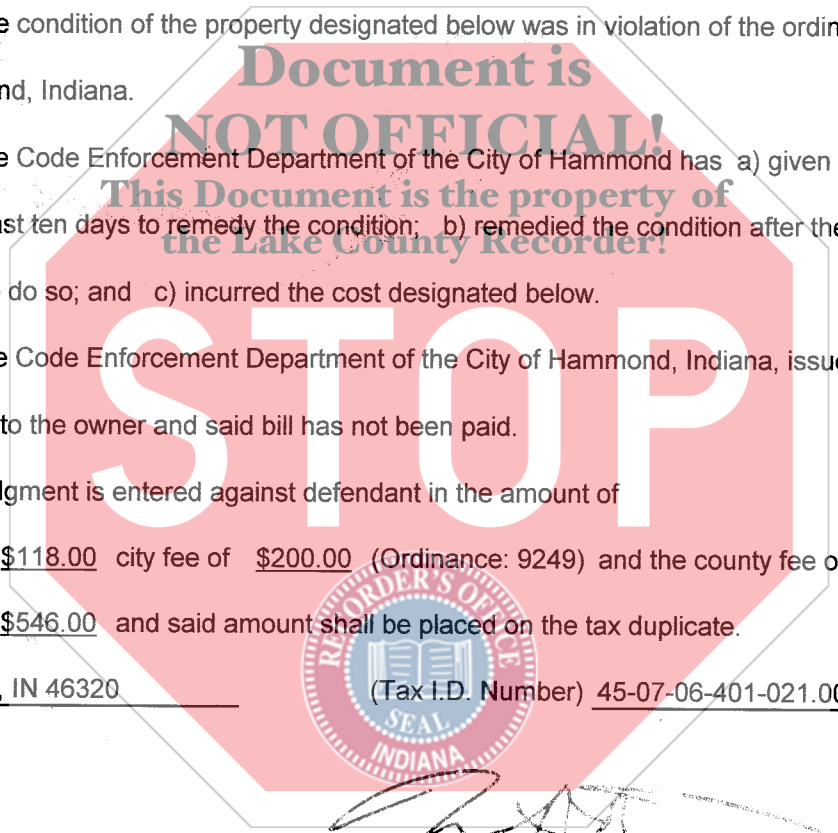 e condition of the property designated below was in violation of the ordin
Document is
nd, Indiana.
NOT OFFICIAL!
e Code Enforcement Department of the City of Hammond has a) given
This Document is the property of
st ten days to remedy the condition; b) remedied the condition after the
the Lake County Recorder!
do so; and c) incurred the cost designated below.
STOP
e Code Enforcement Department of the City of Hammond, Indiana, issue
to the owner and said bill has not been paid.
gment is entered against defendant in the amount of
$118.00 city fee of $200.00 (Ordinance: 9249) and the county fee o
$546.00 and said amount shall be placed on the tax duplicate.
RECORDER'S OFFICE
SEAL
INDIANA
, IN 46320 (Tax I.D. Number) 45-07-06-401-021.00